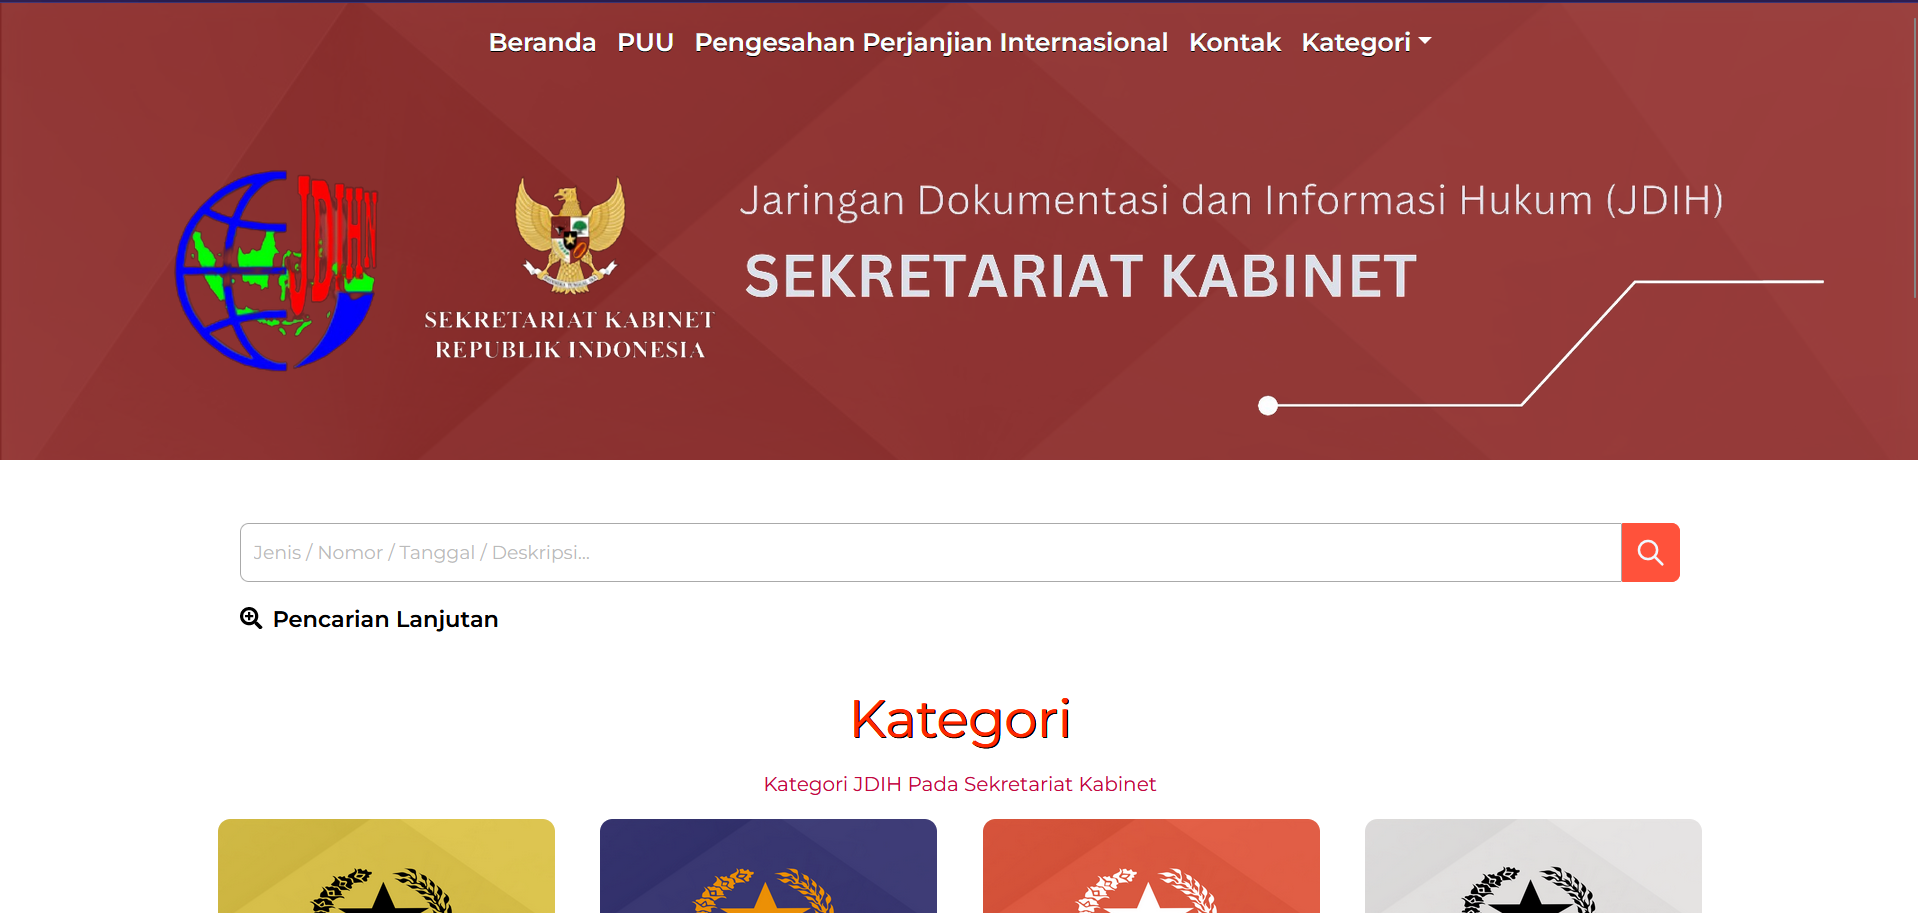 Beranda PUU Pengesahan Perjanjian Internasional Kontak Kategori
JDIHN
SEKRETARIAT KABINET
REPUBLIK INDONESIA
Jaringan Dokumentasi dan Informasi Hukum (JDIH)
SEKRETARIAT KABINET
Jenis / Nomor / Tanggal / Deskripsi...
Pencarian Lanjutan
Kategori
Kategori JDIH Pada Sekretariat Kabinet